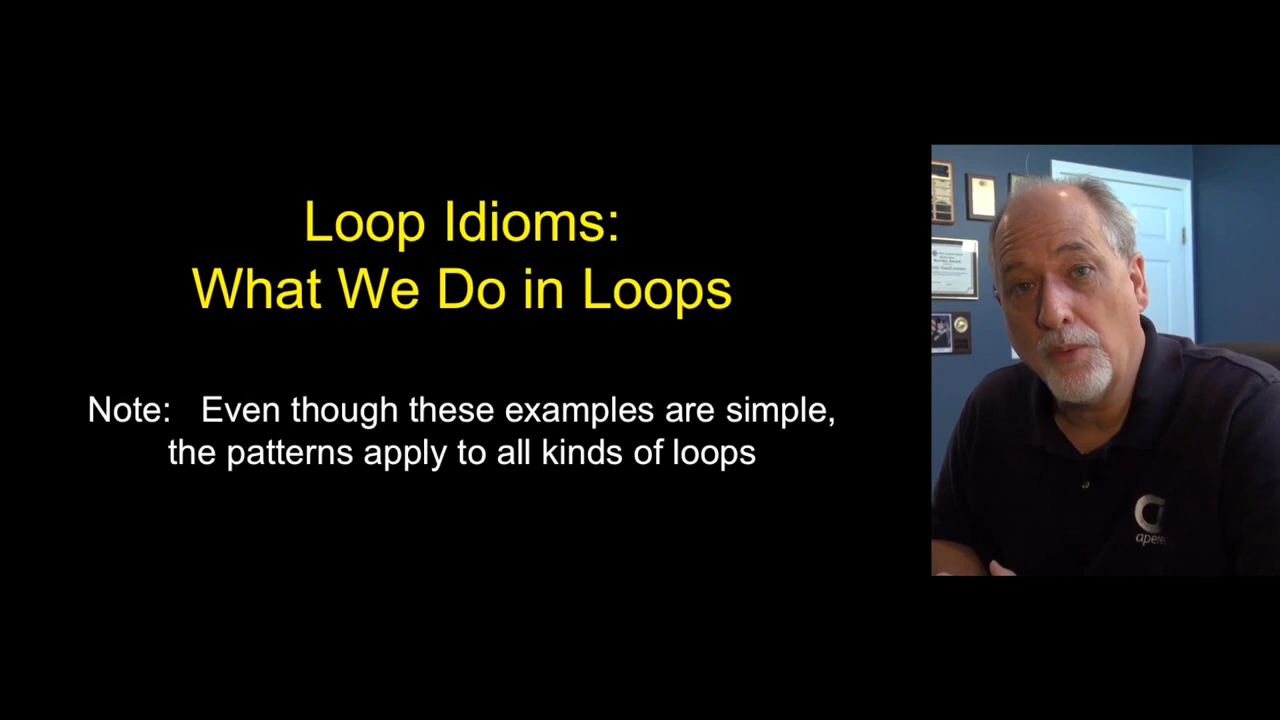 Loop Idioms:
What We Do in Loops
Note: Even though these examples are simple,
the patterns apply to all kinds of loops